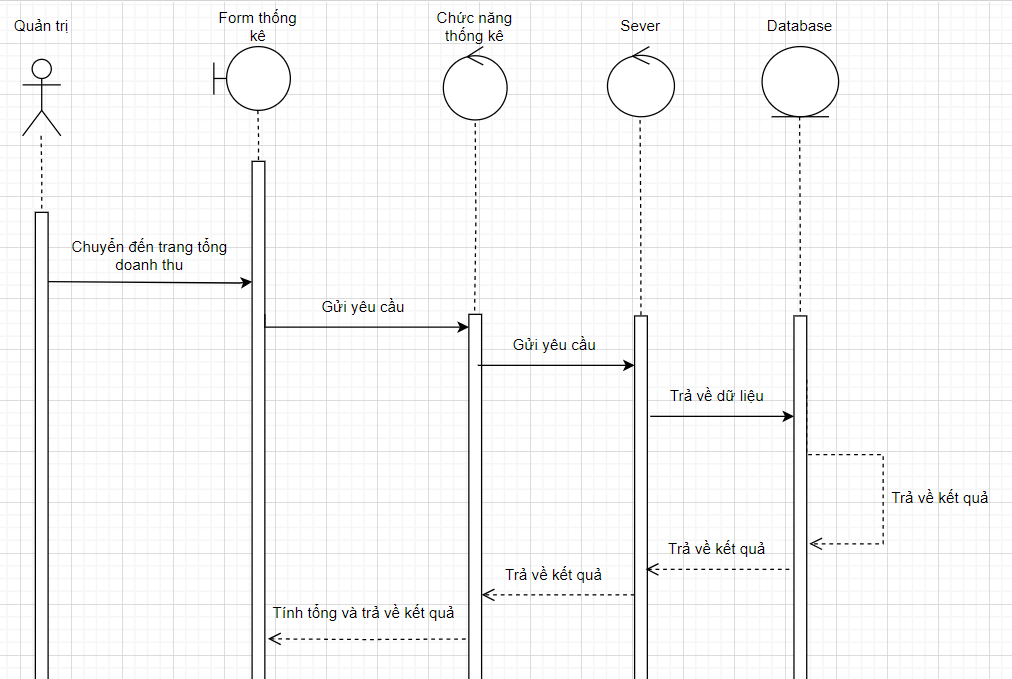 Quản trị
Form thống
kê
Chức năng
thống kê
Sever
Database
Chuyển đến trang tổng
doanh thu
Gửi yêu cầu
Gửi yêu cầu
Trả về dữ liệu
Trả về kết quả
Trả về kết quả
Trả về kết quả
Tính tổng và trả về kết quả